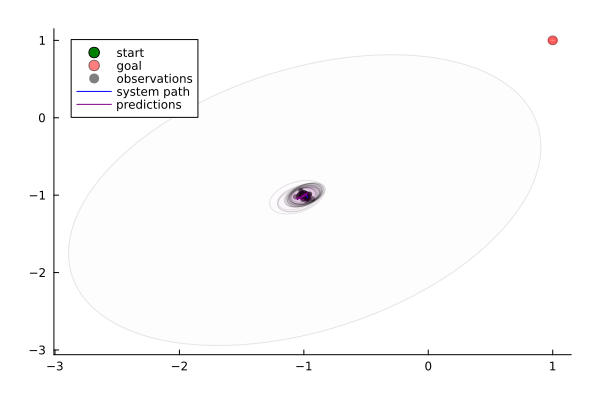 1
0
−1
−2
−3
start
goal
observations
system path
predictions
−3 −2 −1 0 1